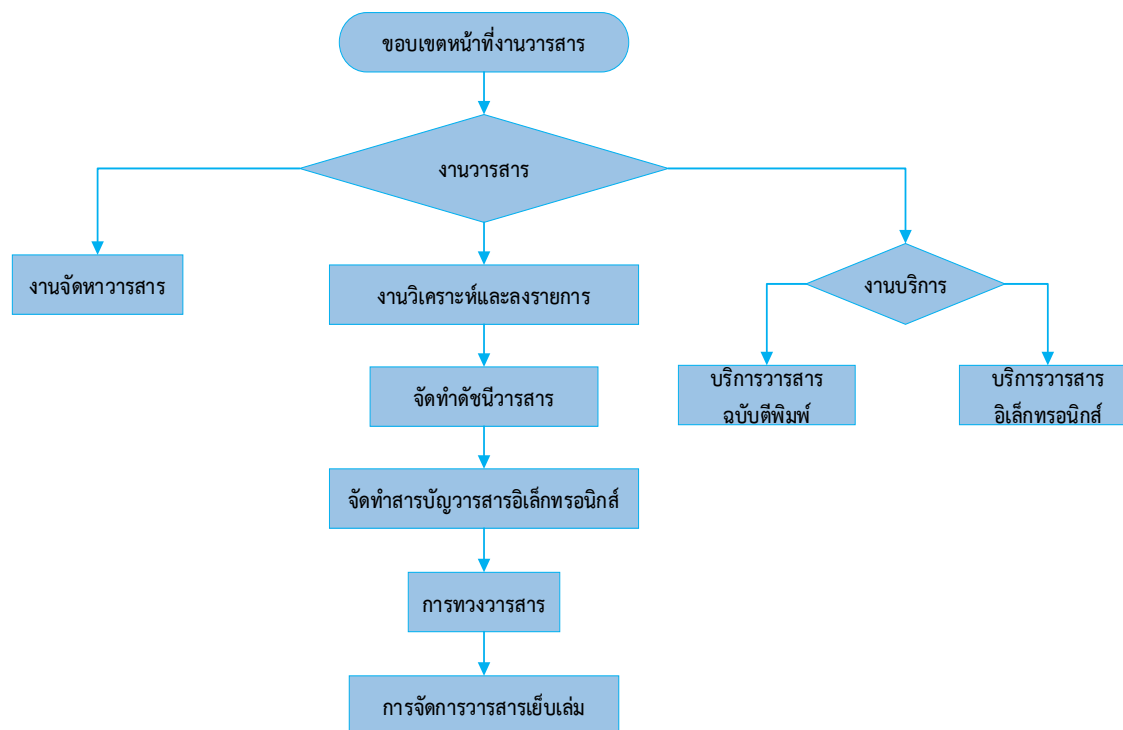 ขอบเขตหน้าที่งานวารสาร
งานวารสาร
งานจัดหาวารสาร
งานวิเคราะห์และลงรายการ
งานบริการ
จัดทำดัชนีวารสาร
บริการวารสาร
ฉบับตีพิมพ์
บริการวารสาร
อิเล็กทรอนิกส์
จัดทำสารบัญวารสารอิเล็กทรอนิกส์
การทวงวารสาร
การจัดการวารสารเย็บเล่ม